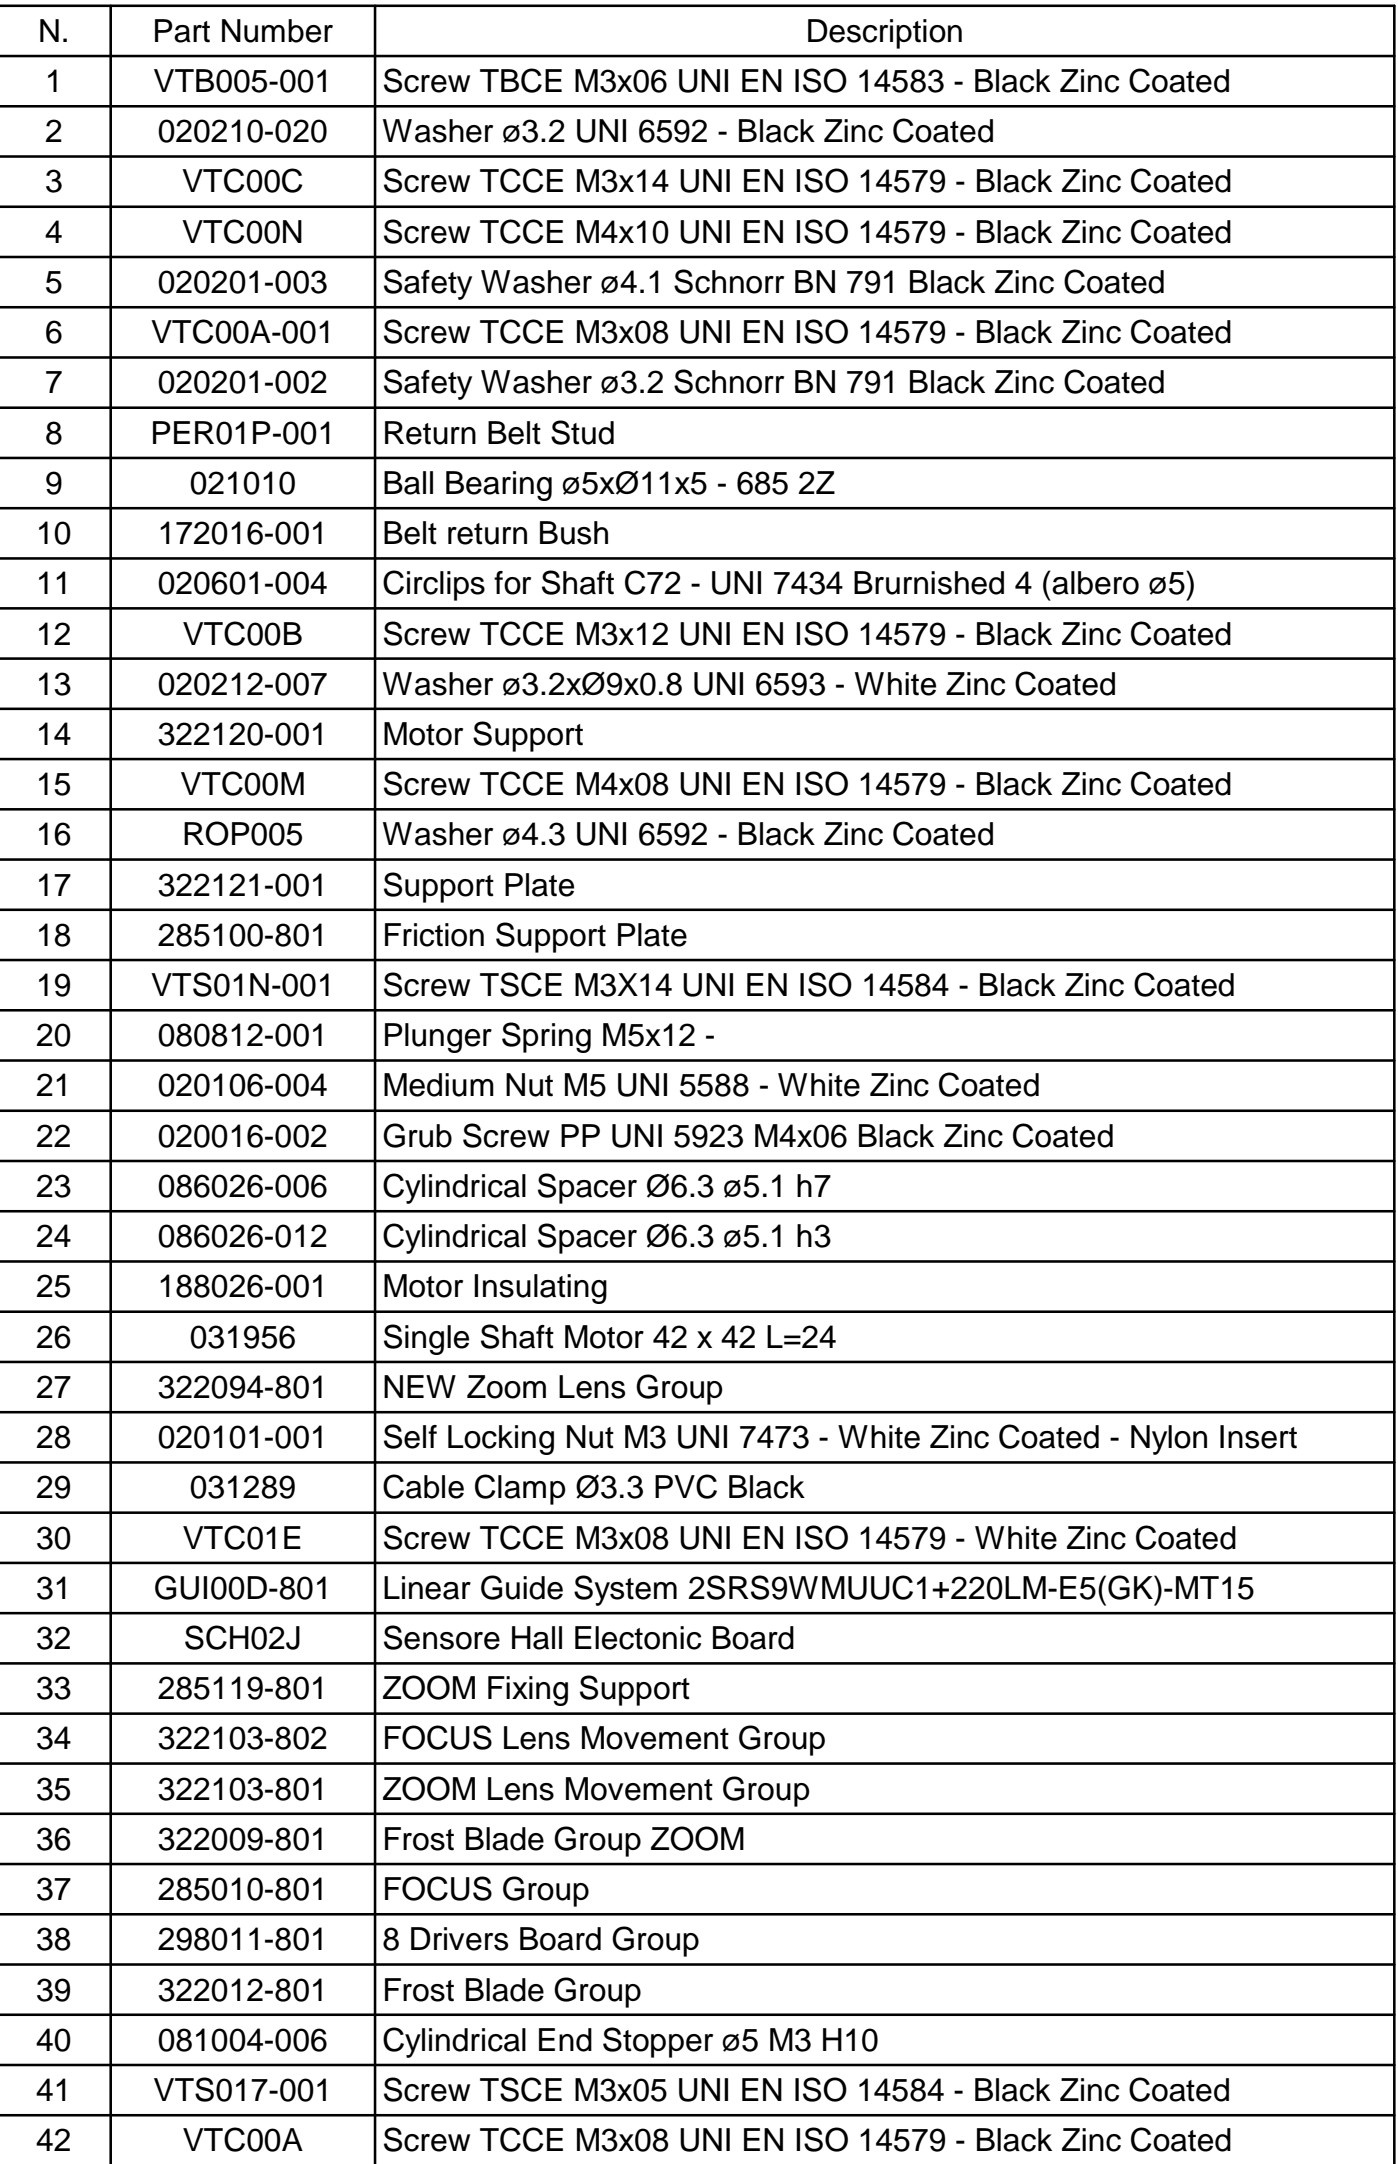 N. Part Number Description
1 VTB005-001 Screw TBCE M3x06 UNI EN ISO 14583 - Black Zinc Coated
2 020210-020 Washer ø3.2 UNI 6592 - Black Zinc Coated
3 VTC00C Screw TCCE M3x14 UNI EN ISO 14579 - Black Zinc Coated
4 VTC00N Screw TCCE M4x10 UNI EN ISO 14579 - Black Zinc Coated
5 020201-003 Safety Washer ø4.1 Schnorr BN 791 Black Zinc Coated
6 VTC00A-001 Screw TCCE M3x08 UNI EN ISO 14579 - Black Zinc Coated
7 020201-002 Safety Washer ø3.2 Schnorr BN 791 Black Zinc Coated
8 PER01P-001 Return Belt Stud
9 021010 Ball Bearing ø5xØ11x5 - 685 2Z
10 172016-001 Belt return Bush
11 020601-004 Circlips for Shaft C72 - UNI 7434 Brurnished 4 (albero ø5)
12 VTC00B Screw TCCE M3x12 UNI EN ISO 14579 - Black Zinc Coated
13 020212-007 Washer ø3.2xØ9x0.8 UNI 6593 - White Zinc Coated
14 322120-001 Motor Support
15 VTC00M Screw TCCE M4x08 UNI EN ISO 14579 - Black Zinc Coated
16 ROP005 Washer ø4.3 UNI 6592 - Black Zinc Coated
17 322121-001 Support Plate
18 285100-801 Friction Support Plate
19 VTS01N-001 Screw TSCE M3X14 UNI EN ISO 14584 - Black Zinc Coated
20 080812-001 Plunger Spring M5x12 -
21 020106-004 Medium Nut M5 UNI 5588 - White Zinc Coated
22 020016-002 Grub Screw PP UNI 5923 M4x06 Black Zinc Coated
23 086026-006 Cylindrical Spacer Ø6.3 ø5.1 h7
24 086026-012 Cylindrical Spacer Ø6.3 ø5.1 h3
25 188026-001 Motor Insulating
26 031956 Single Shaft Motor 42 x 42 L=24
27 322094-801 NEW Zoom Lens Group
28 020101-001 Self Locking Nut M3 UNI 7473 - White Zinc Coated - Nylon Insert
29 031289 Cable Clamp Ø3.3 PVC Black
30 VTC01E Screw TCCE M3x08 UNI EN ISO 14579 - White Zinc Coated
31 GUI00D-801 Linear Guide System 2SRS9WMUUC1+220LM-E5(GK)-MT15
32 SCH02J Sensore Hall Electonic Board
33 285119-801 ZOOM Fixing Support
34 322103-802 FOCUS Lens Movement Group
35 322103-801 ZOOM Lens Movement Group
36 322009-801 Frost Blade Group ZOOM
37 285010-801 FOCUS Group
38 298011-801 8 Drivers Board Group
39 322012-801 Frost Blade Group
40 081004-006 Cylindrical End Stopper ø5 M3 H10
41 VTS017-001 Screw TSCE M3x05 UNI EN ISO 14584 - Black Zinc Coated
42 VTC00A Screw TCCE M3x08 UNI EN ISO 14579 - Black Zinc Coated